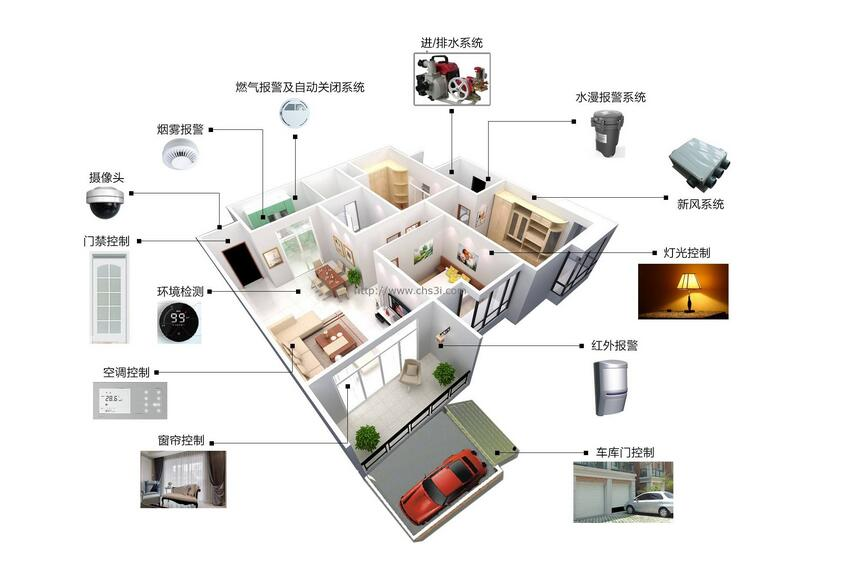 进/排水系统
燃气报警及自动关闭系统
水漫报警系统
烟雾报警
摄像头
新风系统
门禁控制
灯光控制
环境检测
http://www.chs3i.com
99
红外报警
空调控制
28.6
窗帘控制
车库门控制